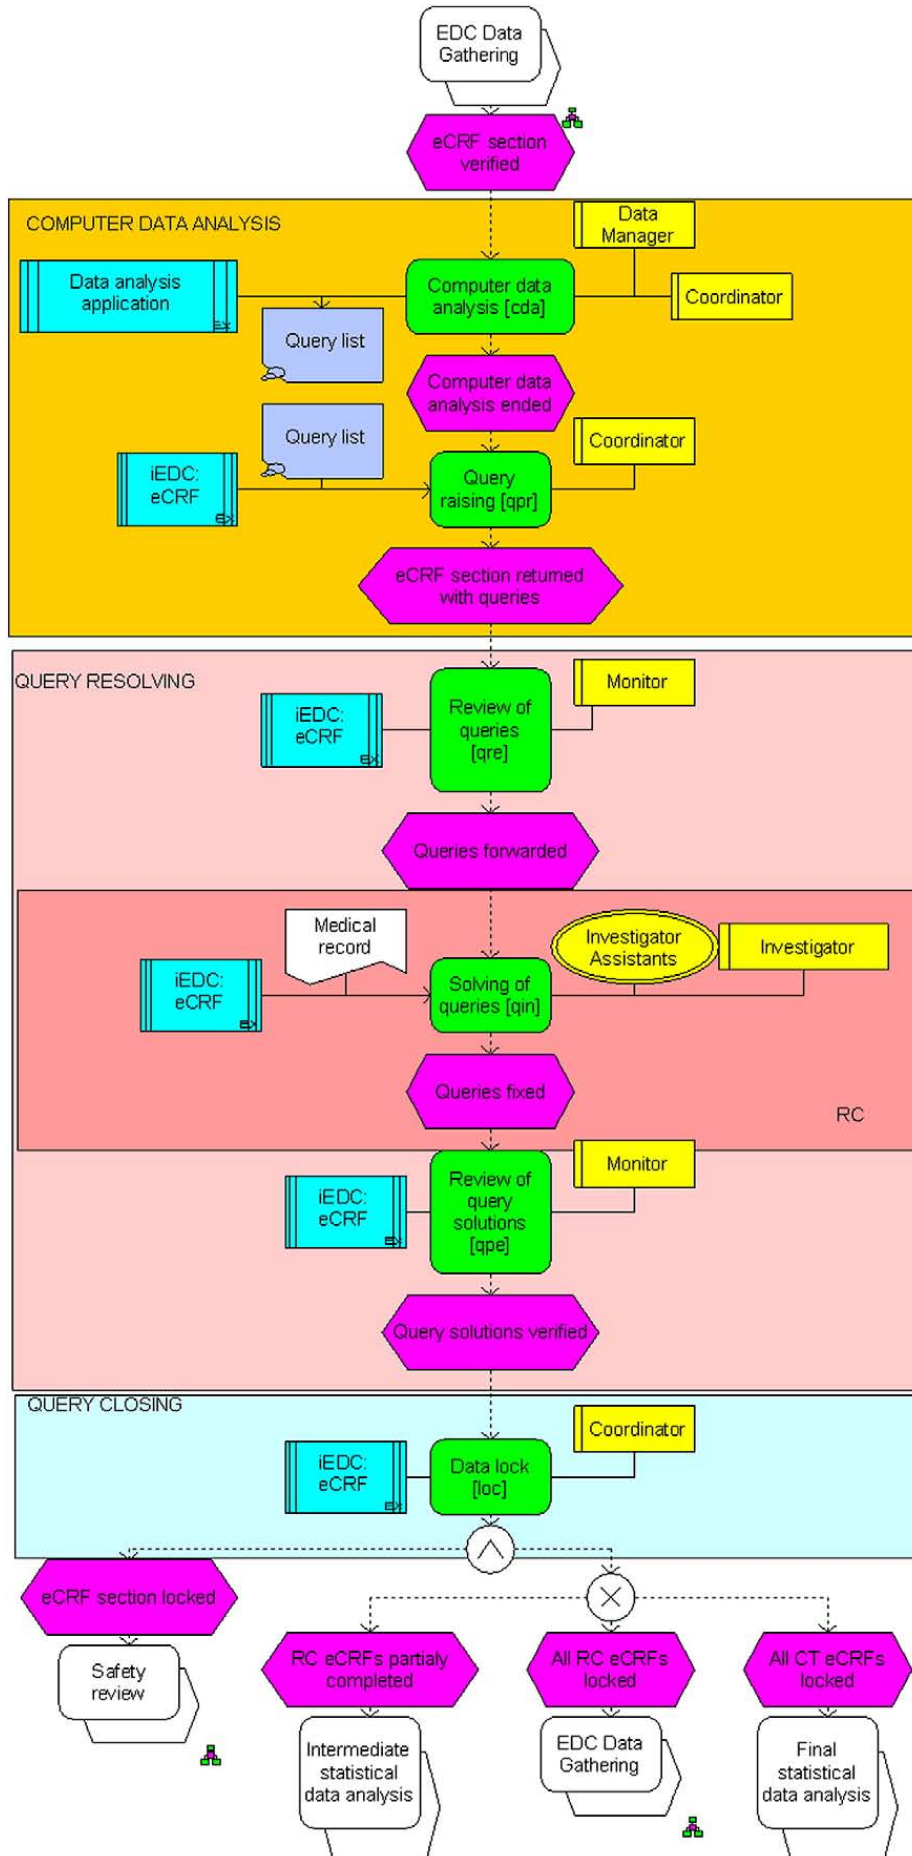 EDC Data
Gathering
eCRF section
verified
COMPUTER DATA ANALYSIS
Data
Manager
Data analysis
application
Computer data
analysis [cda]
Coordinator
Query list
Computer data
analysis ended
Query list
Coordinator
iEDC:
eCRF
Query
raising [qpr]
eCRF section returned
with queries
QUERY RESOLVING
Monitor
iEDC:
eCRF
Review of
queries
[qre]
Queries forwarded
Medical
record
Investigator
Assistants
Investigator
iEDC:
eCRF
Solving of
queries [qin]
Queries fixed
RC
Monitor
iEDC:
eCRF
Review of
query
solutions
[qpe]
Query solutions verified
QUERY CLOSING
Coordinator
iEDC:
eCRF
Data lock
[loc]
eCRF section locked
Safety
review
RC eCRFs partialy
completed
All RC eCRFs
locked
All CT eCRFs
locked
Intermediate
statistical
data analysis
EDC Data
Gathering
Final
statistical
data analysis